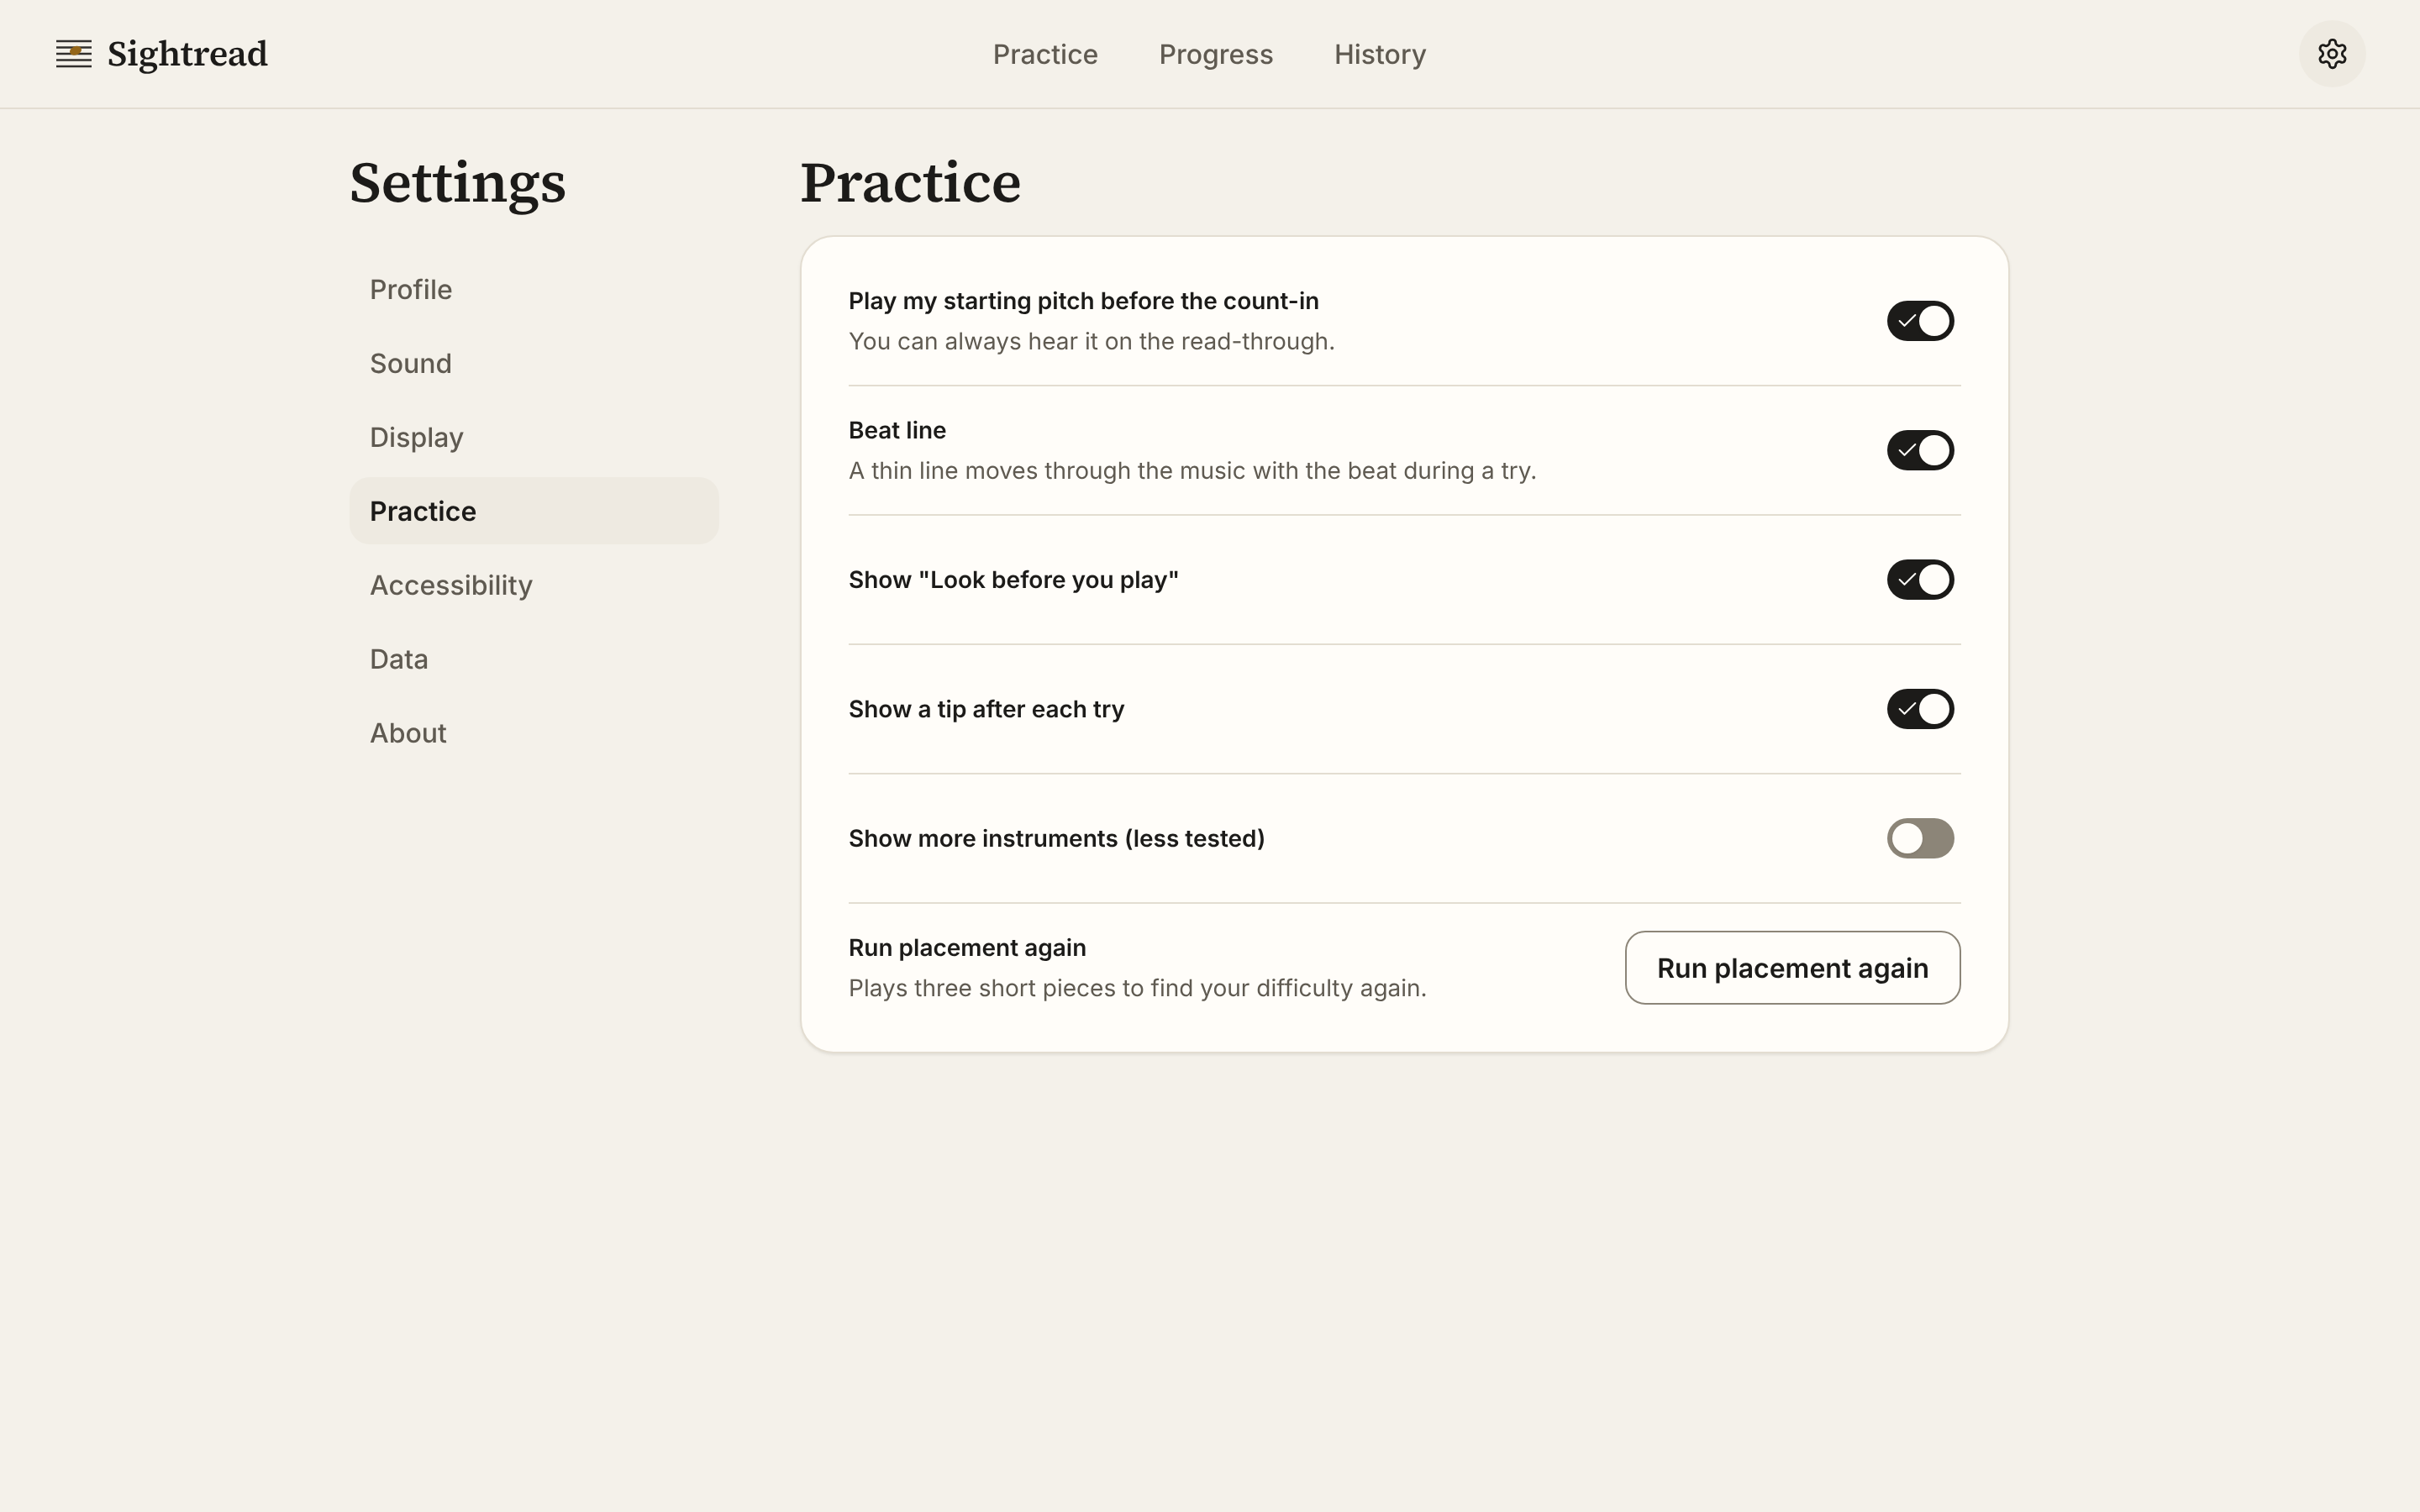 Sightread
Practice
Progress
History
Settings
Profile
Sound
Display
Practice
Accessibility
Data
About
Practice
Play my starting pitch before the count-in
You can always hear it on the read-through.
Beat line
A thin line moves through the music with the beat during a try.
Show "Look before you play"
Show a tip after each try
Show more instruments (less tested)
Run placement again
Plays three short pieces to find your difficulty again.
Run placement again